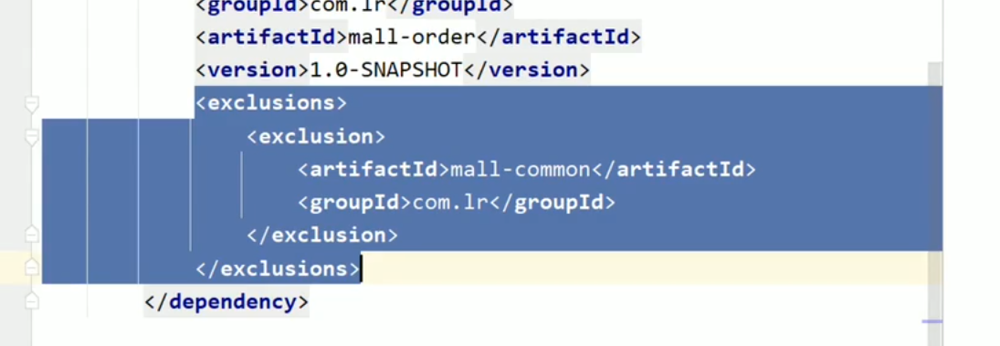 <groupId>com.lr</groupId>
<artifactId>mall-order</artifactId>
<version>1.0-SNAPSHOT</version>
<exclusions>
<exclusion>
<artifactId>mall-common</artifactId>
<groupId>com.lr</groupId>
</exclusion>
</exclusions>
</dependency>